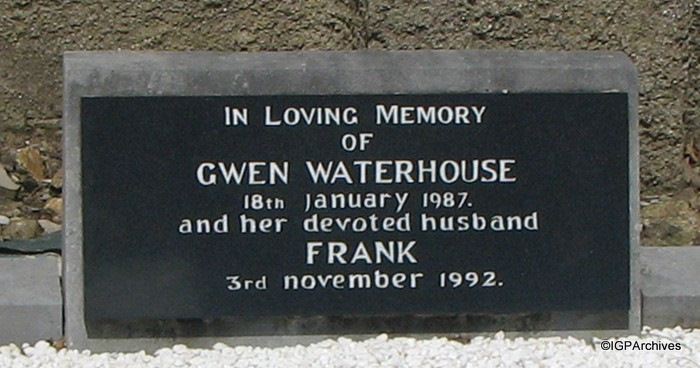 In Loving Memory
OF
GWEN WATERHOUSE
18th January 1987.
and her devoted husband
FRANK
3rd november 1992.
©IGPArchives